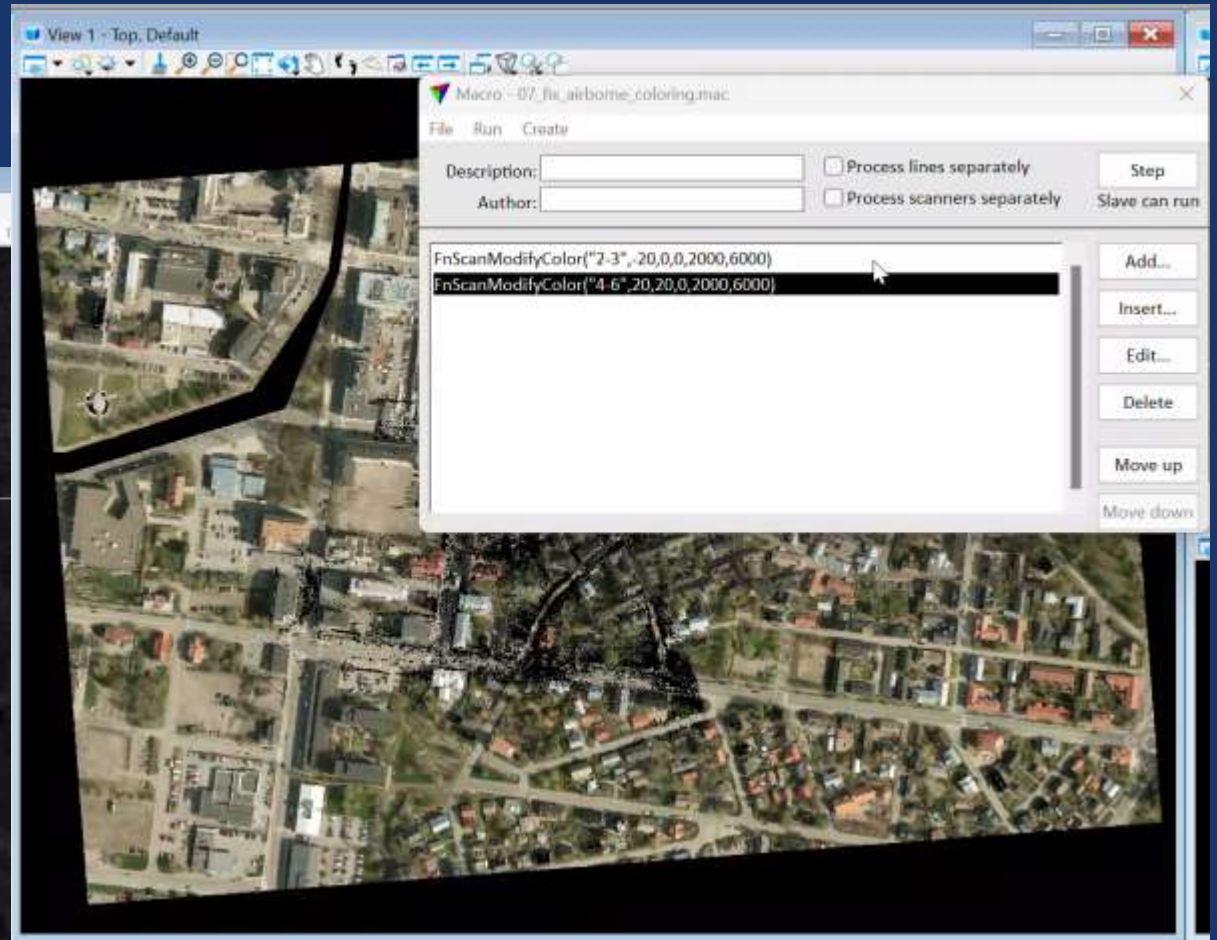 View 1 - Top, Default
Macro - 07_fix_airborne_coloring.mac
File Run Create
Description:
Process lines separately
Step
Author:
Process scanners separately
Slave can run
FnScanModifyColor("2-3",-20,0,0,2000,6000)
Add...
FnScanModifyColor("4-6",20,20,0,2000,6000)
Insert...
Edit...
Delete
Move up
Move down